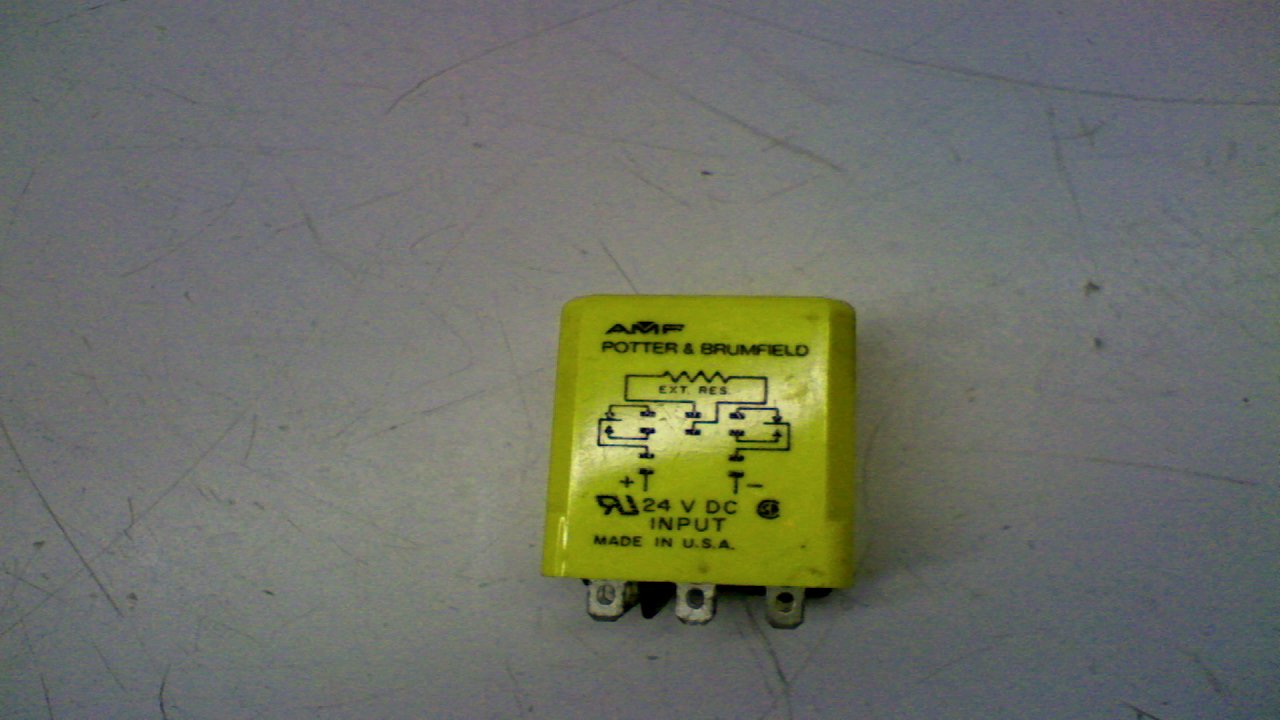 AMF
POTTER & BRUMFIELD
EXT. RES.
+ −
24 V DC
INPUT
MADE IN U.S.A.